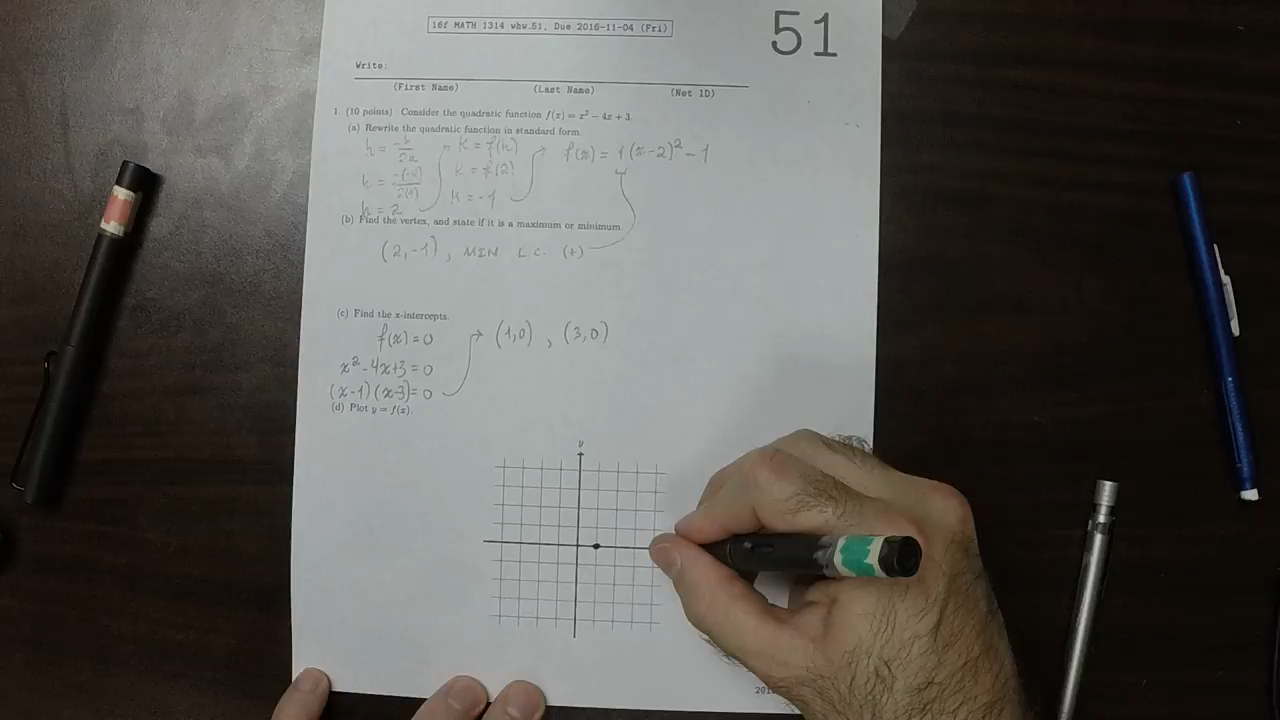 16f MATH 1314 whw.51, Due 2016-11-04 (Fri)
51
Write:
(First Name) (Last Name) (Net ID)
1. (10 points) Consider the quadratic function f(x) = x² − 4x + 3.
(a) Rewrite the quadratic function in standard form.
h = -b/2a
k = f(h)
f(x) = 1(x-2)² - 1
h = -(-4)/2(1)
k = f(2)
h = 2
k = -1
(b) Find the vertex, and state if it is a maximum or minimum.
(2,-1), MIN L.C. (+)
(c) Find the x-intercepts.
f(x) = 0
(1,0), (3,0)
x² - 4x + 3 = 0
(x-1)(x-3) = 0
(d) Plot y = f(x).
y